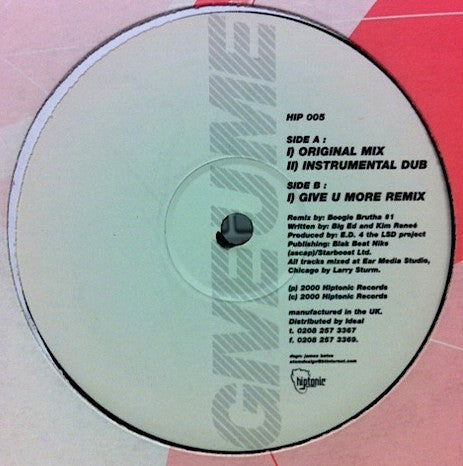 GIVE U ME
HIP 005
SIDE A :
I) ORIGINAL MIX
II) INSTRUMENTAL DUB
SIDE B :
I) GIVE U MORE REMIX
Remix by: Boogie Brutha #1
Written by: Big Ed and Kim Reneé
Produced by: E.D. 4 the LSD project
Publishing: Blak Beat Niks
(ascap)/Starboost Ltd.
All tracks mixed at Ear Media Studio,
Chicago by Larry Sturm.
(p) 2000 Hiptonic Records
(c) 2000 Hiptonic Records
manufactured in the UK.
Distributed by Ideal
t. 0208 257 3367
f. 0208 257 3369.
hiptonic